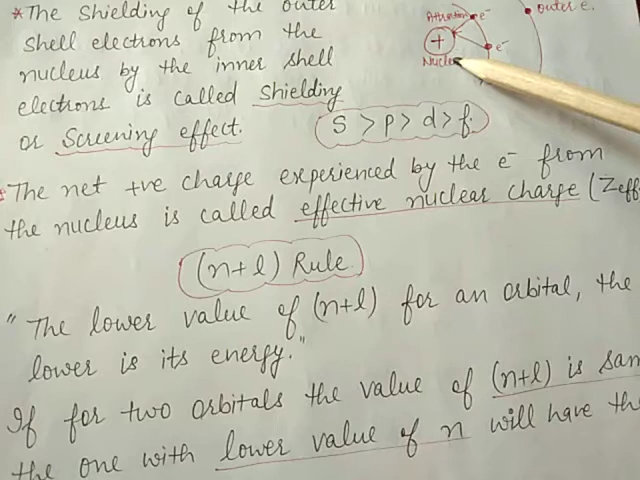 *The Shielding of the outer
shell electrons from the
nucleus by the inner shell
electrons is called Shielding
or Screening effect.
S > p > d > f.
Attraction
e⁻
outer e.
+
e⁻
* The net +ve charge experienced by the e⁻ from
the nucleus is called effective nuclear charge (Zeff
(n+l) Rule
" The lower value of (n+l) for an orbital, the
lower is its energy."
If for two orbitals the value of (n+l) is sam
the one with lower value of n will have the